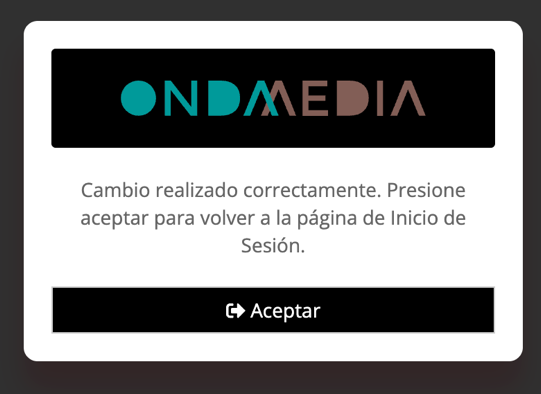 ONDAMEDIA
Cambio realizado correctamente. Presione
aceptar para volver a la página de Inicio de
Sesión.
Aceptar